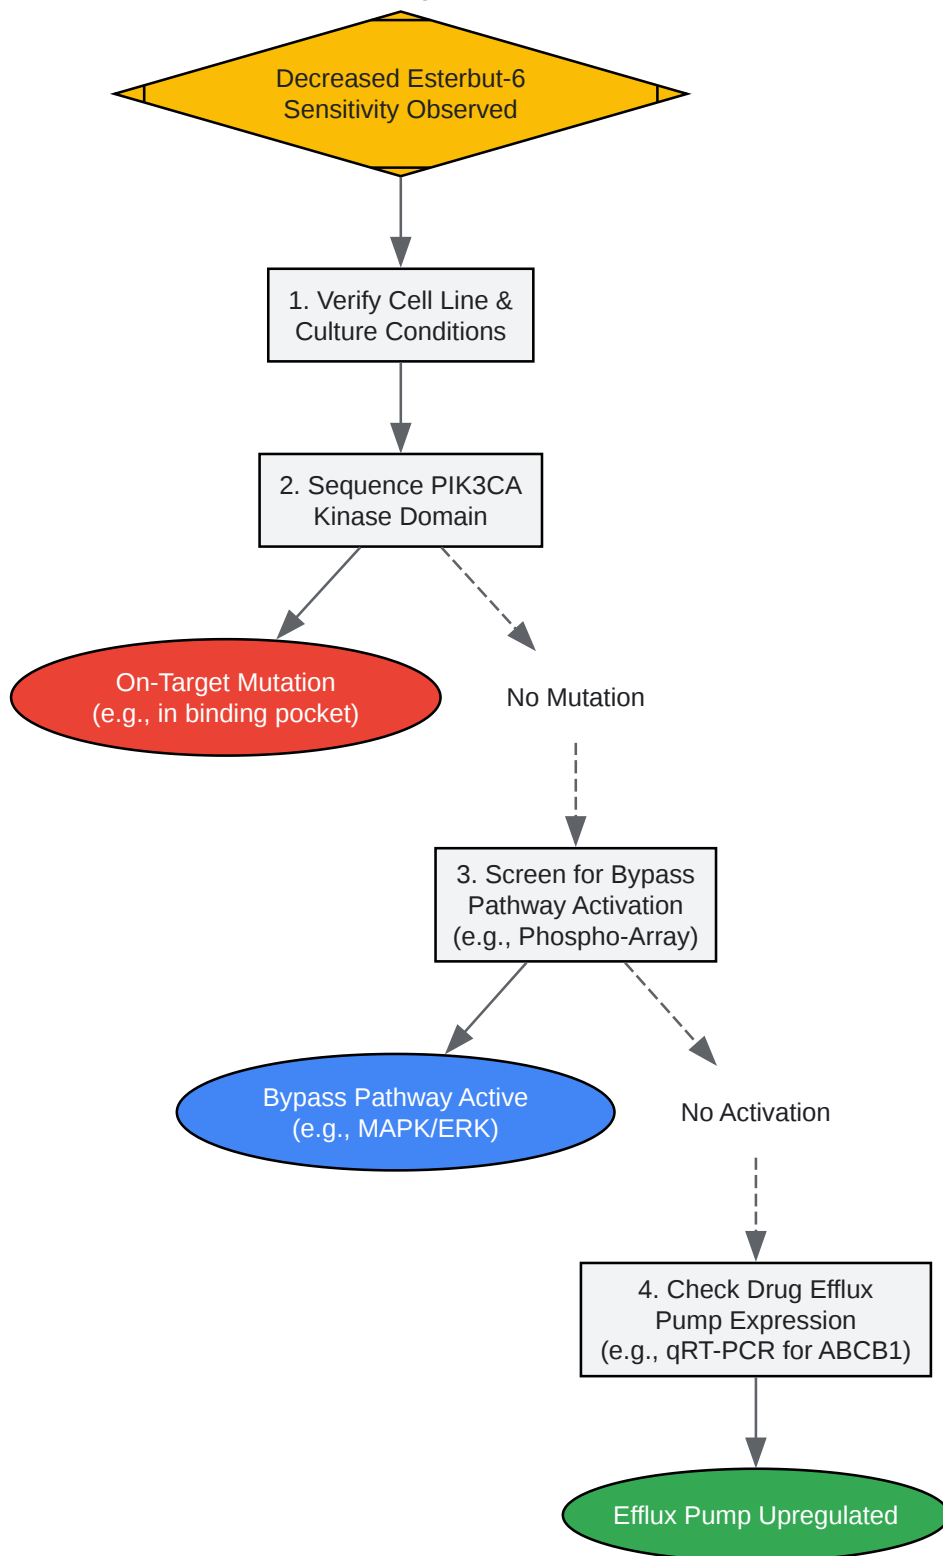 Decreased Esterbut-6
Sensitivity Observed
1. Verify Cell Line &
Culture Conditions
2. Sequence PIK3CA
Kinase Domain
On-Target Mutation
(e.g., in binding pocket)
No Mutation
3. Screen for Bypass
Pathway Activation
(e.g., Phospho-Array)
Bypass Pathway Active
(e.g., MAPK/ERK)
No Activation
4. Check Drug Efflux
Pump Expression
(e.g., qRT-PCR for ABCB1)
Efflux Pump Upregulated